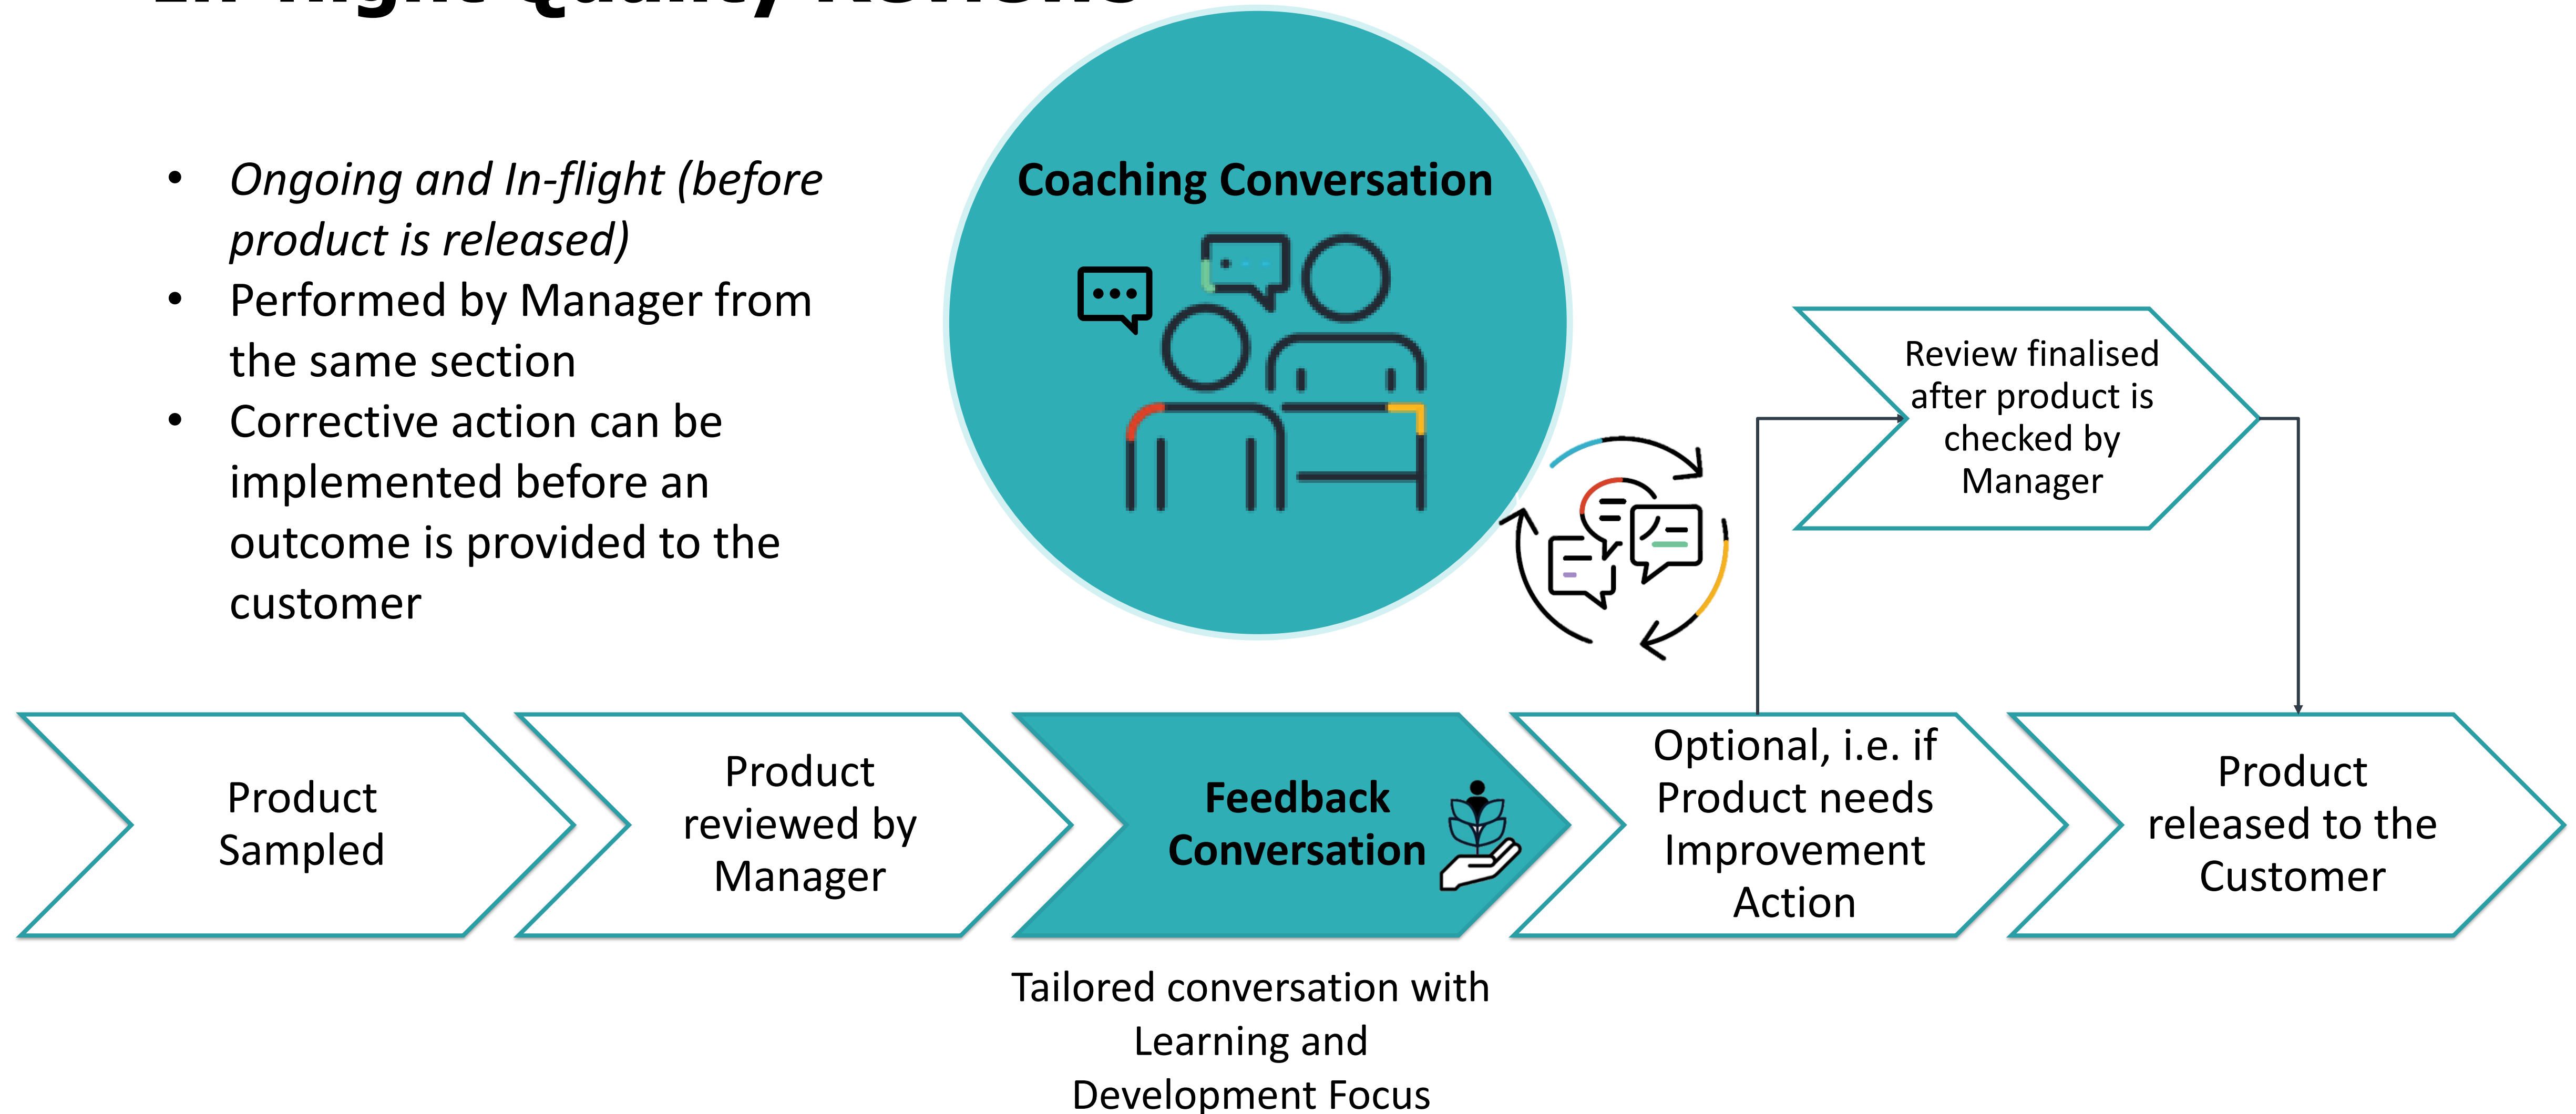 • Ongoing and In-flight (before
product is released)
• Performed by Manager from
the same section
• Corrective action can be
implemented before an
outcome is provided to the
customer
Coaching Conversation
Review finalised
after product is
checked by
Manager
Product
Sampled
Product
reviewed by
Manager
Feedback
Conversation
Optional, i.e. if
Product needs
Improvement
Action
Product
released to the
Customer
Tailored conversation with
Learning and
Development Focus